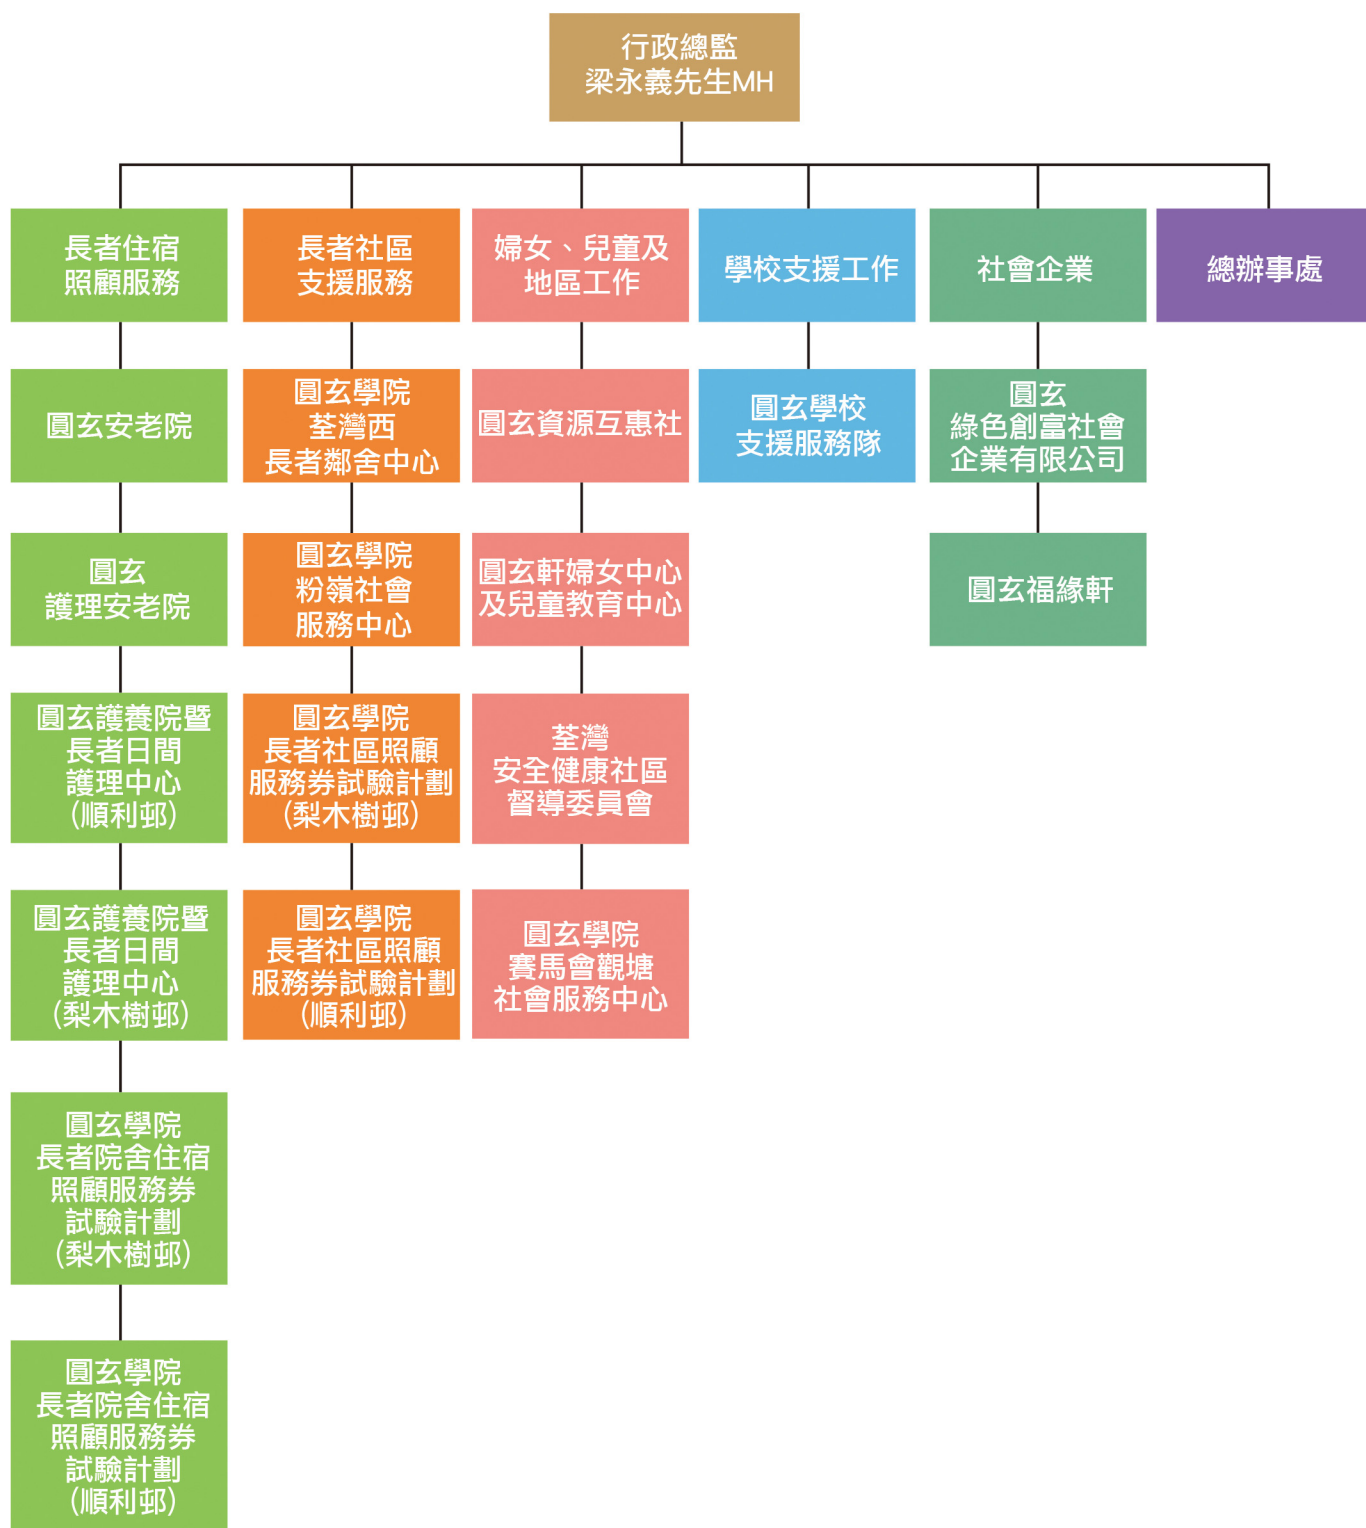 行政總監
梁永義先生MH
長者住宿
照顧服務
圓玄安老院
圓玄
護理安老院
圓玄護養院暨
長者日間
護理中心
(順利邨)
圓玄護養院暨
長者日間
護理中心
(梨木樹邨)
圓玄學院
長者院舍住宿
照顧服務券
試驗計劃
(梨木樹邨)
圓玄學院
長者院舍住宿
照顧服務券
試驗計劃
(順利邨)
長者社區
支援服務
圓玄學院
荃灣西
長者鄰舍中心
圓玄學院
粉嶺社會
服務中心
圓玄學院
長者社區照顧
服務券試驗計劃
(梨木樹邨)
圓玄學院
長者社區照顧
服務券試驗計劃
(順利邨)
婦女、兒童及
地區工作
圓玄資源互惠社
圓玄軒婦女中心
及兒童教育中心
荃灣
安全健康社區
督導委員會
圓玄學院
賽馬會觀塘
社會服務中心
學校支援工作
圓玄學校
支援服務隊
社會企業
圓玄
綠色創富社會
企業有限公司
圓玄福緣軒
總辦事處